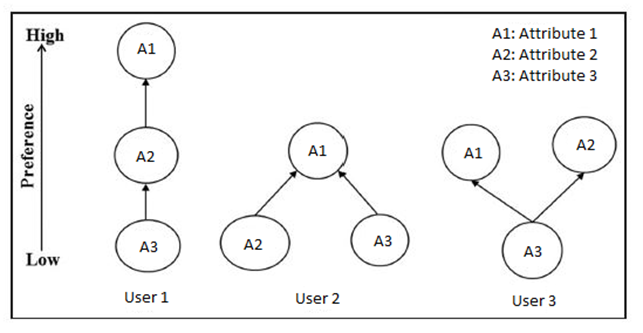 High
Preference
Low
A1: Attribute 1
A2: Attribute 2
A3: Attribute 3
A1
A2
A3
User 1
A1
A2
A3
User 2
A1
A2
A3
User 3